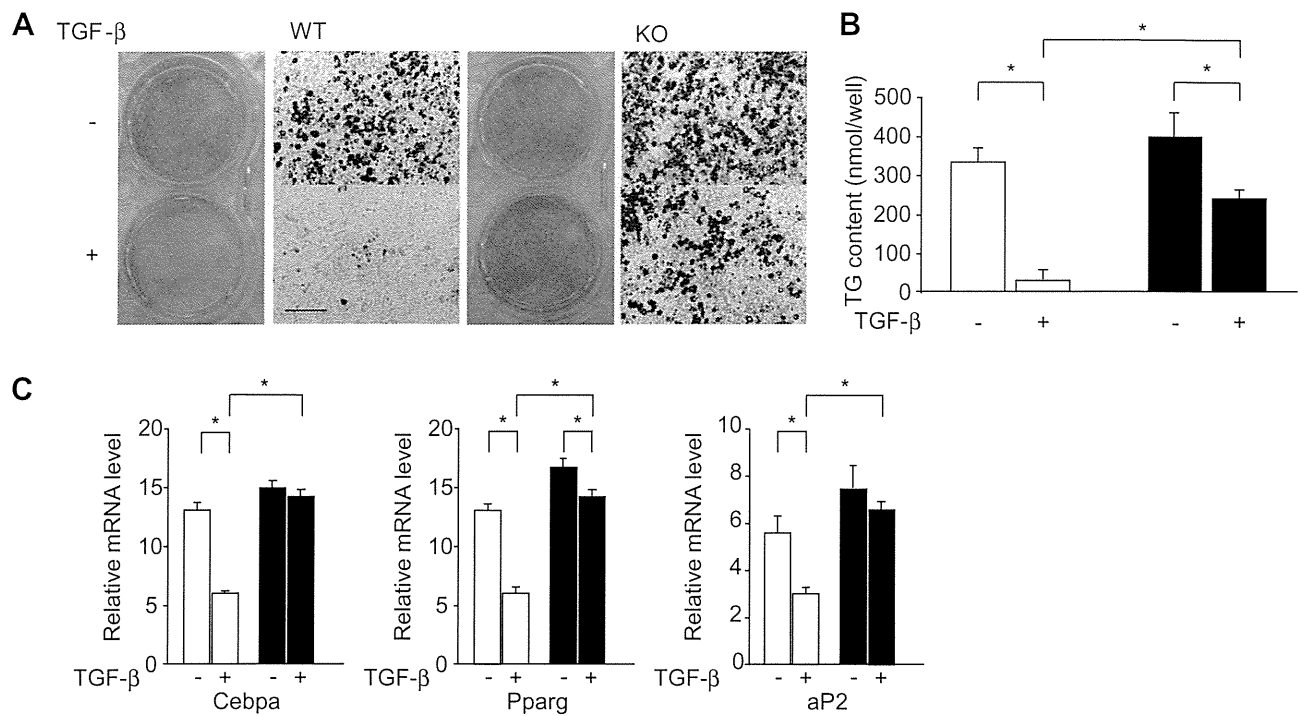 A
TGF-β WT KO
-
+
B
* * *
TG content (nmol/well)
500
400
300
200
100
0
TGF-β - + - +
C
* *
Relative mRNA level
20
15
10
5
0
TGF-β - + - +
Cebpa
* * *
Relative mRNA level
20
15
10
5
0
TGF-β - + - +
Pparg
* *
Relative mRNA level
10
8
6
4
2
0
TGF-β - + - +
aP2